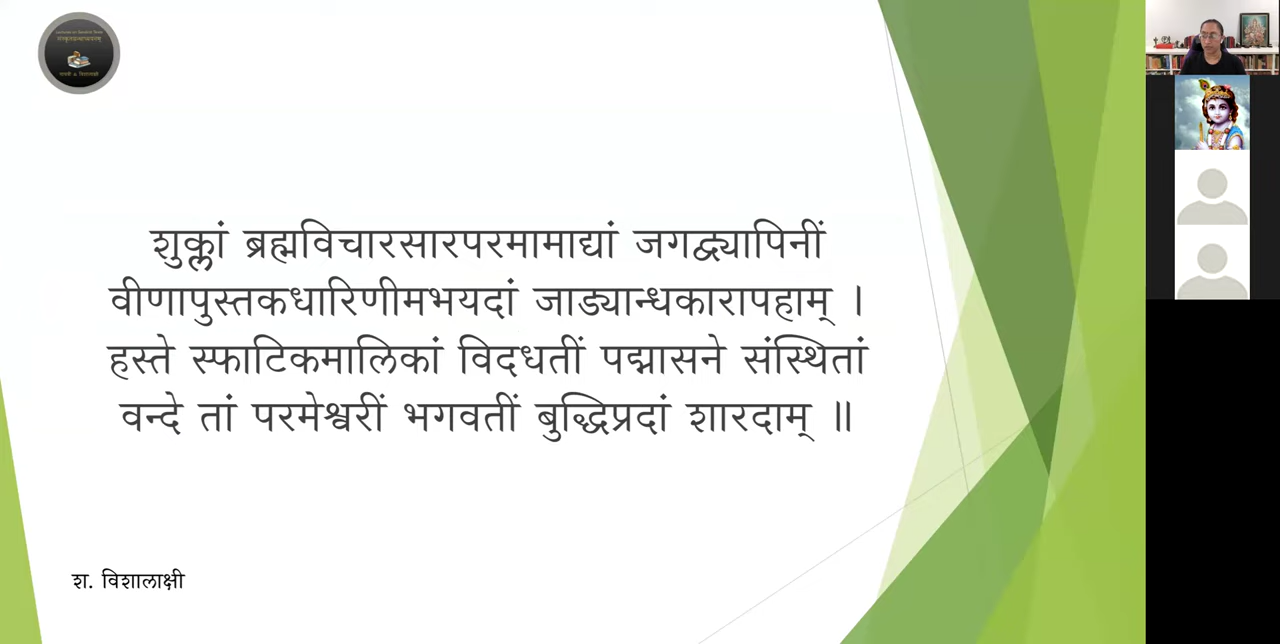 शुक्लां ब्रह्मविचारसारपरमामाद्यां जगद्व्यापिनीं
वीणापुस्तकधारिणीमभयदां जाड्यान्धकारापहाम् ।
हस्ते स्फाटिकमालिकां विदधतीं पद्मासने संस्थितां
वन्दे तां परमेश्वरीं भगवतीं बुद्धिप्रदां शारदाम् ॥
श. विशालाक्षी